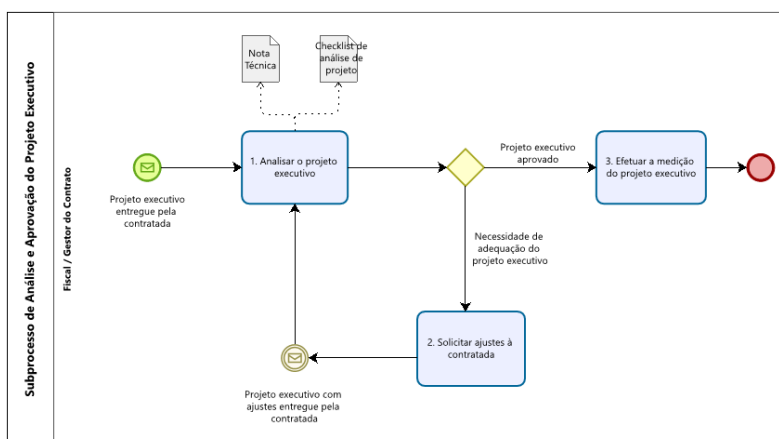 Subprocesso de Análise e Aprovação do Projeto Executivo
Fiscal / Gestor do Contrato
Nota
Técnica
Checklist de
análise de
projeto
Projeto executivo
entregue pela
contratada
1. Analisar o projeto
executivo
Projeto executivo
aprovado
3. Efetuar a medição
do projeto executivo
Necessidade de
adequação do
projeto executivo
2. Solicitar ajustes à
contratada
Projeto executivo com
ajustes entregue pela
contratada